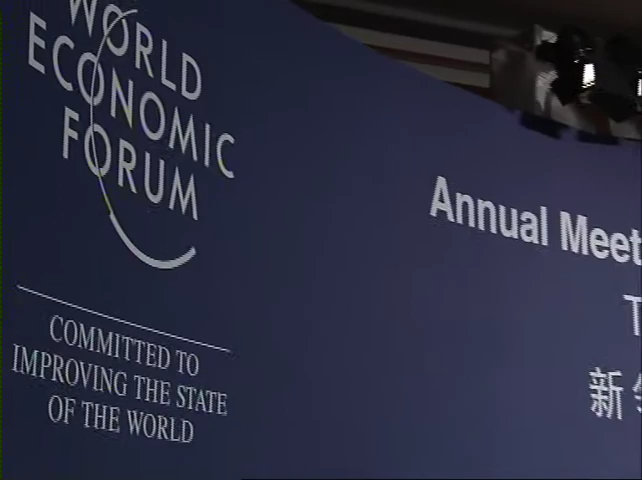 WORLD
ECONOMIC
FORUM
COMMITTED TO
IMPROVING THE STATE
OF THE WORLD
Annual Meet
T
新